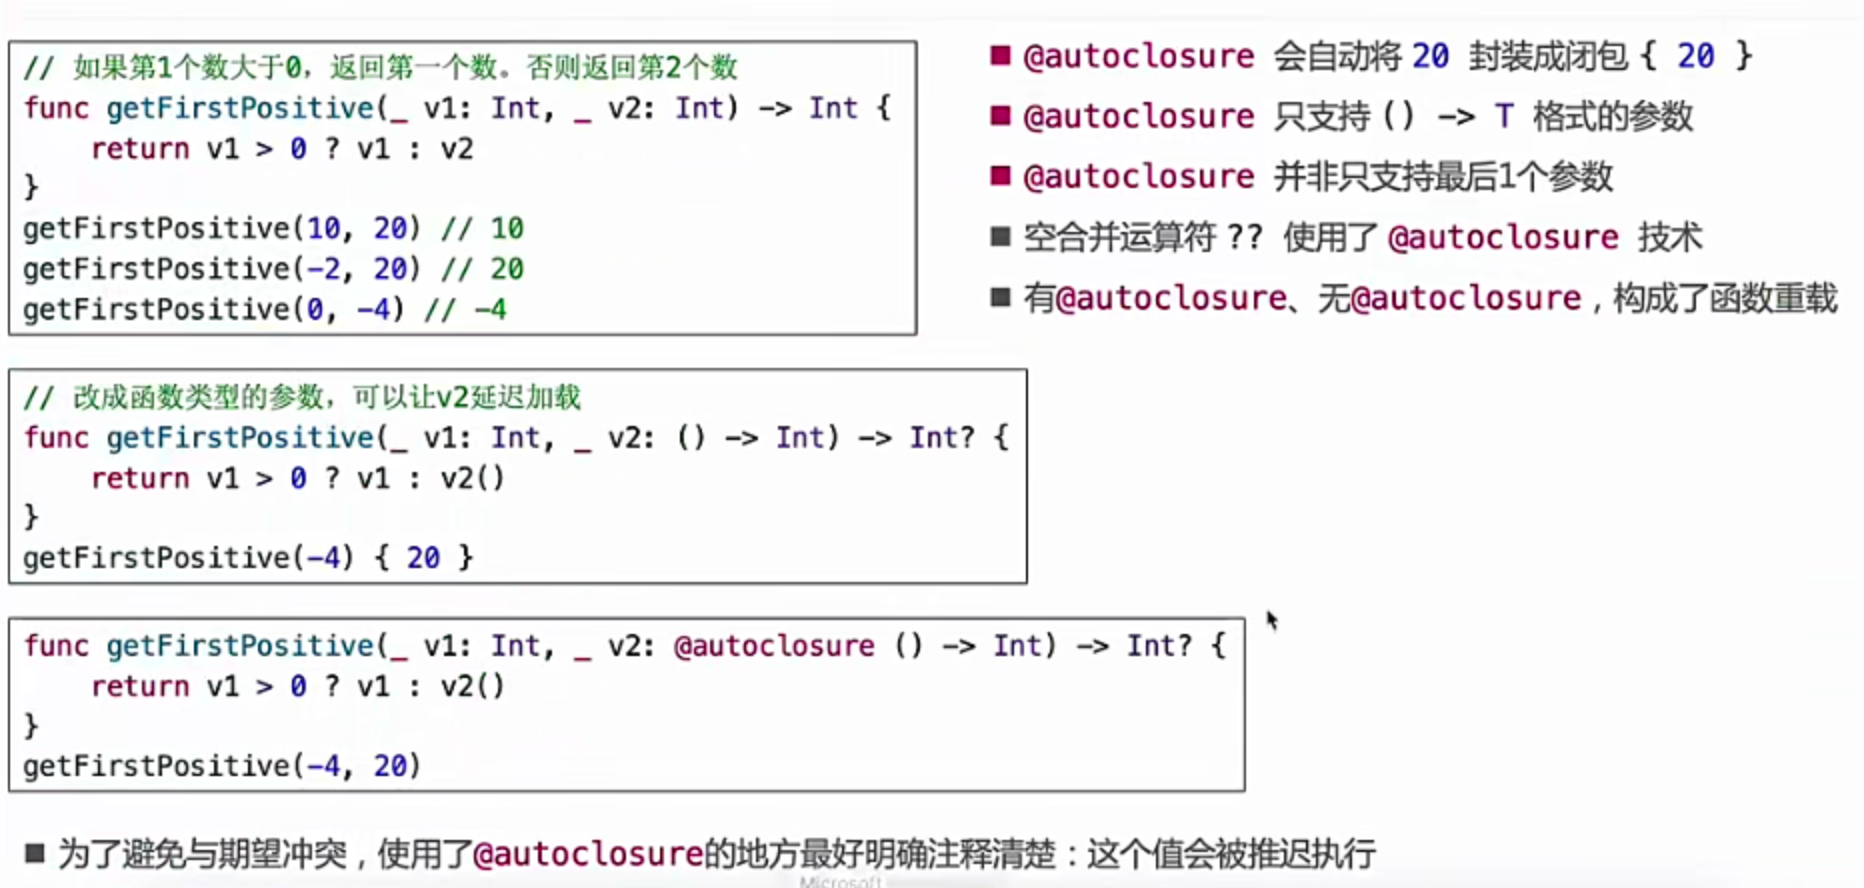 // 如果第1个数大于0，返回第一个数。否则返回第2个数
func getFirstPositive(_ v1: Int, _ v2: Int) -> Int {
    return v1 > 0 ? v1 : v2
}
getFirstPositive(10, 20) // 10
getFirstPositive(-2, 20) // 20
getFirstPositive(0, -4) // -4
■ @autoclosure 会自动将 20 封装成闭包 { 20 }
■ @autoclosure 只支持 () -> T 格式的参数
■ @autoclosure 并非只支持最后1个参数
■ 空合并运算符 ?? 使用了 @autoclosure 技术
■ 有@autoclosure、无@autoclosure，构成了函数重载
// 改成函数类型的参数，可以让v2延迟加载
func getFirstPositive(_ v1: Int, _ v2: () -> Int) -> Int? {
    return v1 > 0 ? v1 : v2()
}
getFirstPositive(-4) { 20 }
func getFirstPositive(_ v1: Int, _ v2: @autoclosure () -> Int) -> Int? {
    return v1 > 0 ? v1 : v2()
}
getFirstPositive(-4, 20)
■ 为了避免与期望冲突，使用了@autoclosure的地方最好明确注释清楚：这个值会被推迟执行
Microsoft